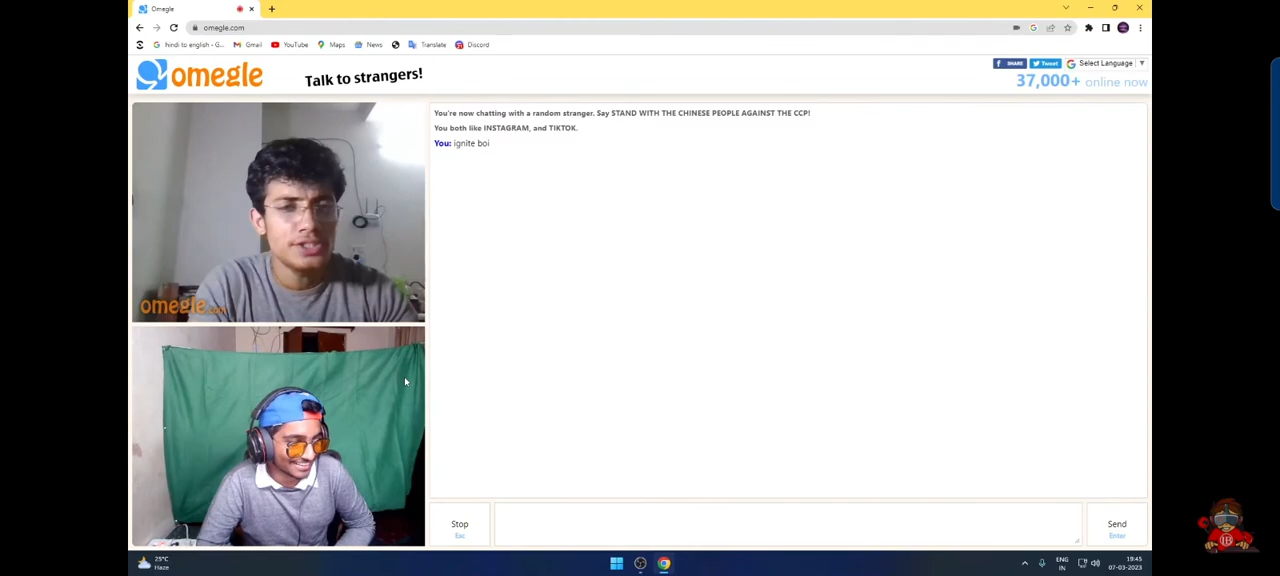 Omegle
omegle.com
hindi to english - G...
Gmail
YouTube
Maps
News
Translate
Discord
omegle
Talk to strangers!
SHARE
Tweet
Select Language
37,000+ online now
You're now chatting with a random stranger. Say STAND WITH THE CHINESE PEOPLE AGAINST THE CCP!
You both like INSTAGRAM, and TIKTOK.
You: ignite boi
omegle.com
Stop
Esc
Send
Enter
25°C
Haze
ENG
IN
19:45
07-03-2023